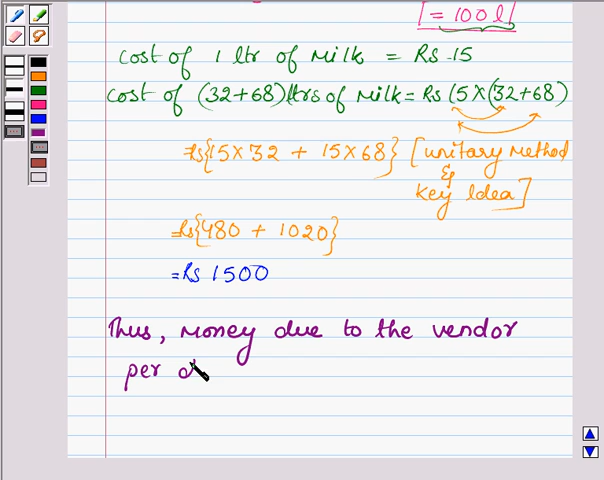 [= 100 l]
Cost of 1 ltr of Milk = Rs 15
Cost of (32+68) ltrs of Milk = Rs (5 X (32+68)
=Rs{15 X 32 + 15 X 68} [Unitary Method
&
Key Idea]
=Rs{480 + 1020}
=Rs 1500
Thus, Money due to the vendor
per d